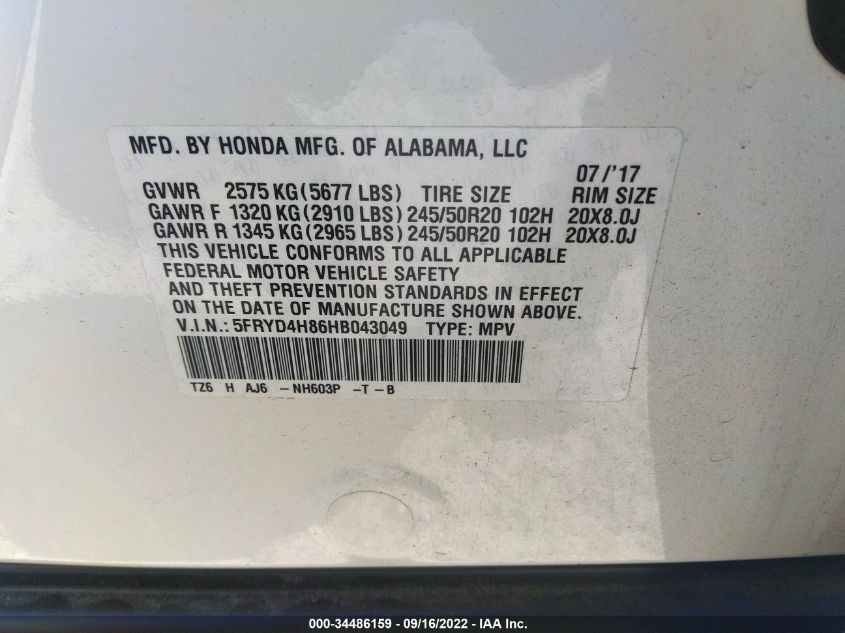 MFD. BY HONDA MFG. OF ALABAMA, LLC
07/'17
GVWR 2575 KG(5677 LBS) TIRE SIZE RIM SIZE
GAWR F 1320 KG(2910 LBS) 245/50R20 102H 20X8.0J
GAWR R 1345 KG(2965 LBS) 245/50R20 102H 20X8.0J
THIS VEHICLE CONFORMS TO ALL APPLICABLE
FEDERAL MOTOR VEHICLE SAFETY
AND THEFT PREVENTION STANDARDS IN EFFECT
ON THE DATE OF MANUFACTURE SHOWN ABOVE.
V.I.N.: 5FRYD4H86HB043049 TYPE: MPV
TZ6 H AJ6 -NH603P -T-B
000-34486159 - 09/16/2022 - IAA Inc.